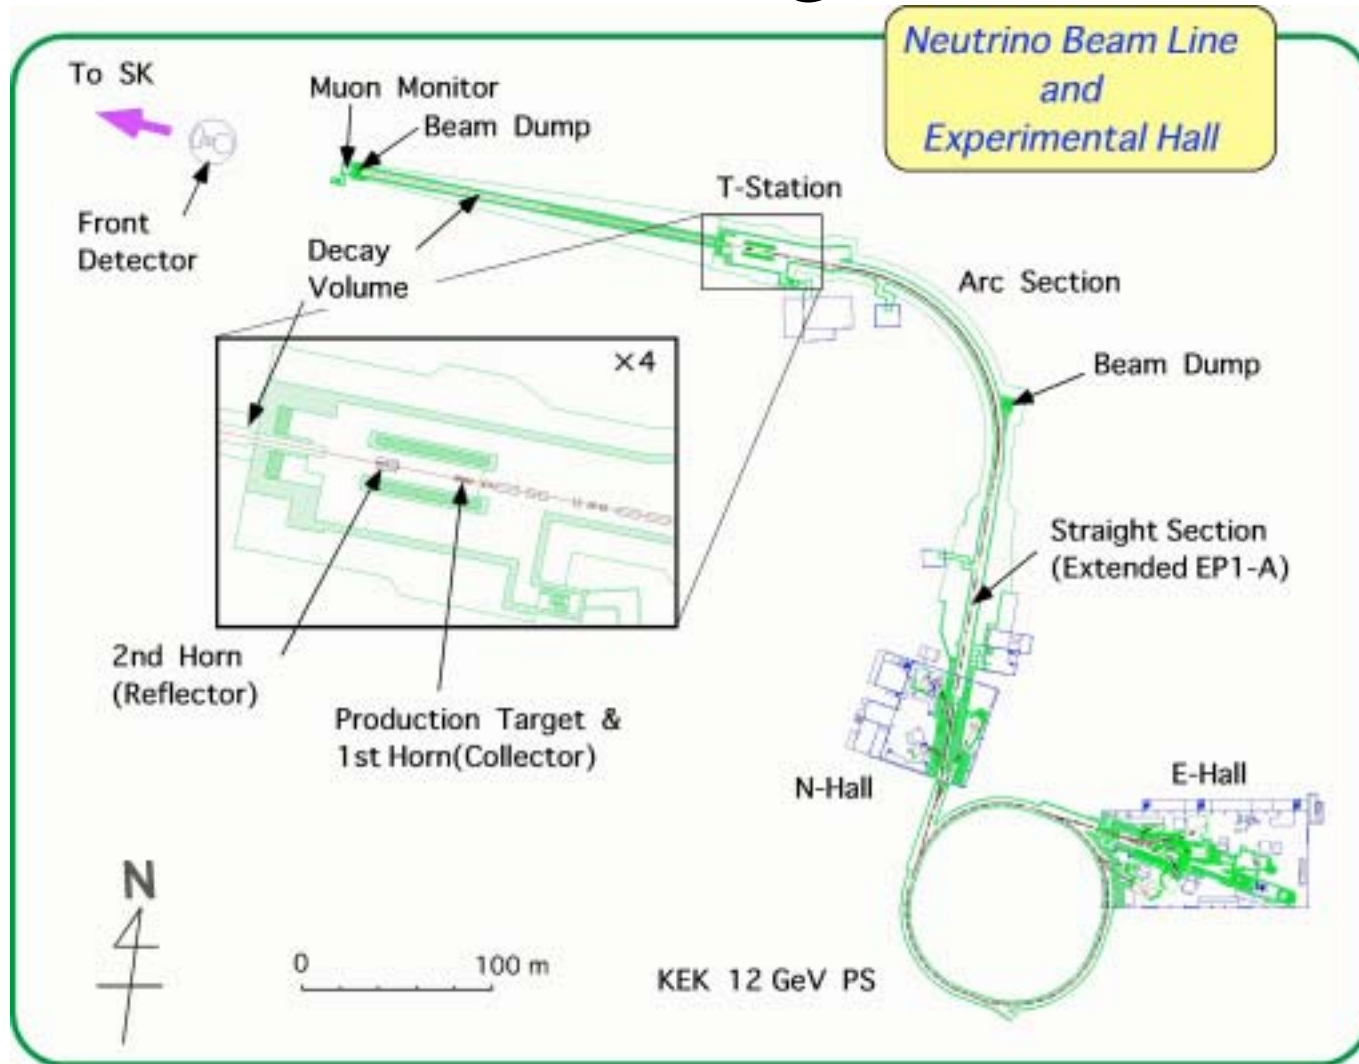 Neutrino Beam Line
and
Experimental Hall
To SK
Muon Monitor
Beam Dump
T-Station
Front
Detector
Decay
Volume
Arc Section
×4
Beam Dump
Straight Section
(Extended EP1-A)
2nd Horn
(Reflector)
Production Target &
1st Horn(Collector)
N-Hall
E-Hall
N
0
100 m
KEK 12 GeV PS